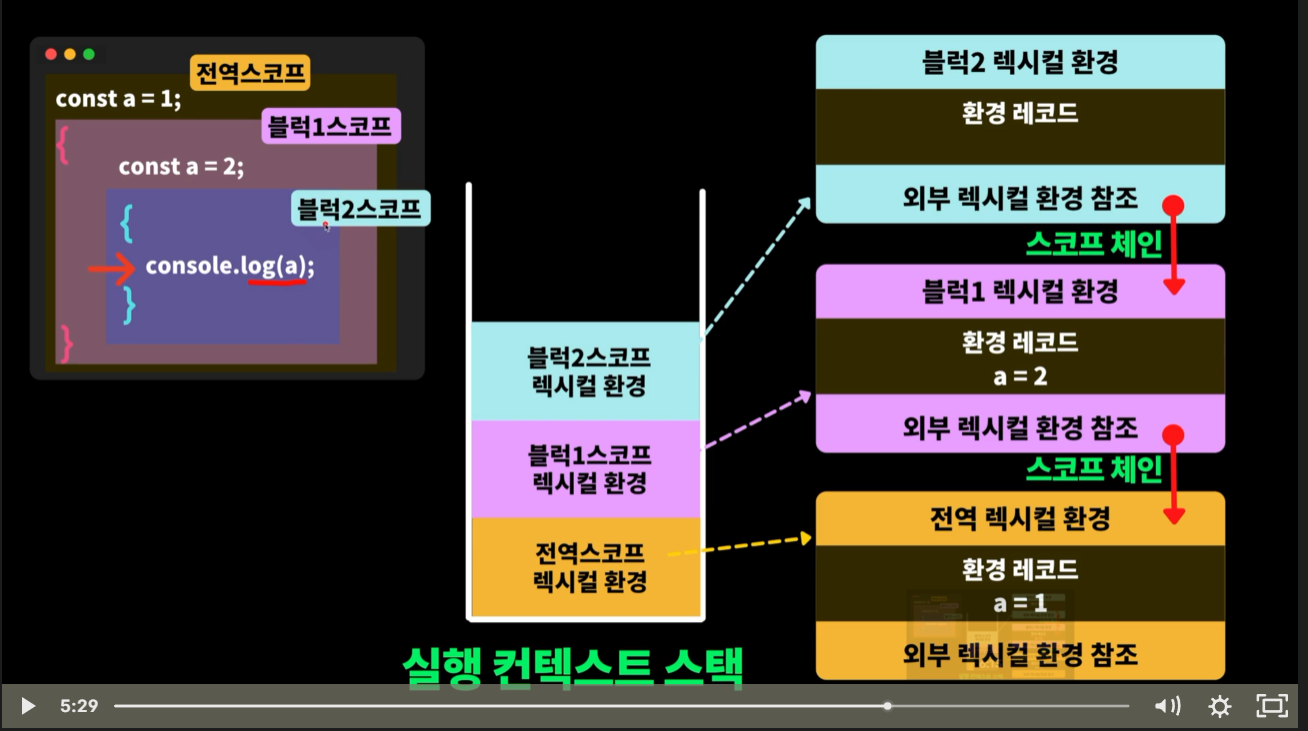 전역스코프
const a = 1;
블럭1스코프
{
const a = 2;
블럭2스코프
{
console.log(a);
}
}
블럭2스코프
렉시컬 환경
블럭1스코프
렉시컬 환경
전역스코프
렉시컬 환경
실행 컨텍스트 스택
블럭2 렉시컬 환경
환경 레코드
외부 렉시컬 환경 참조
스코프 체인
블럭1 렉시컬 환경
환경 레코드
a = 2
외부 렉시컬 환경 참조
스코프 체인
전역 렉시컬 환경
환경 레코드
a = 1
외부 렉시컬 환경 참조
5:29